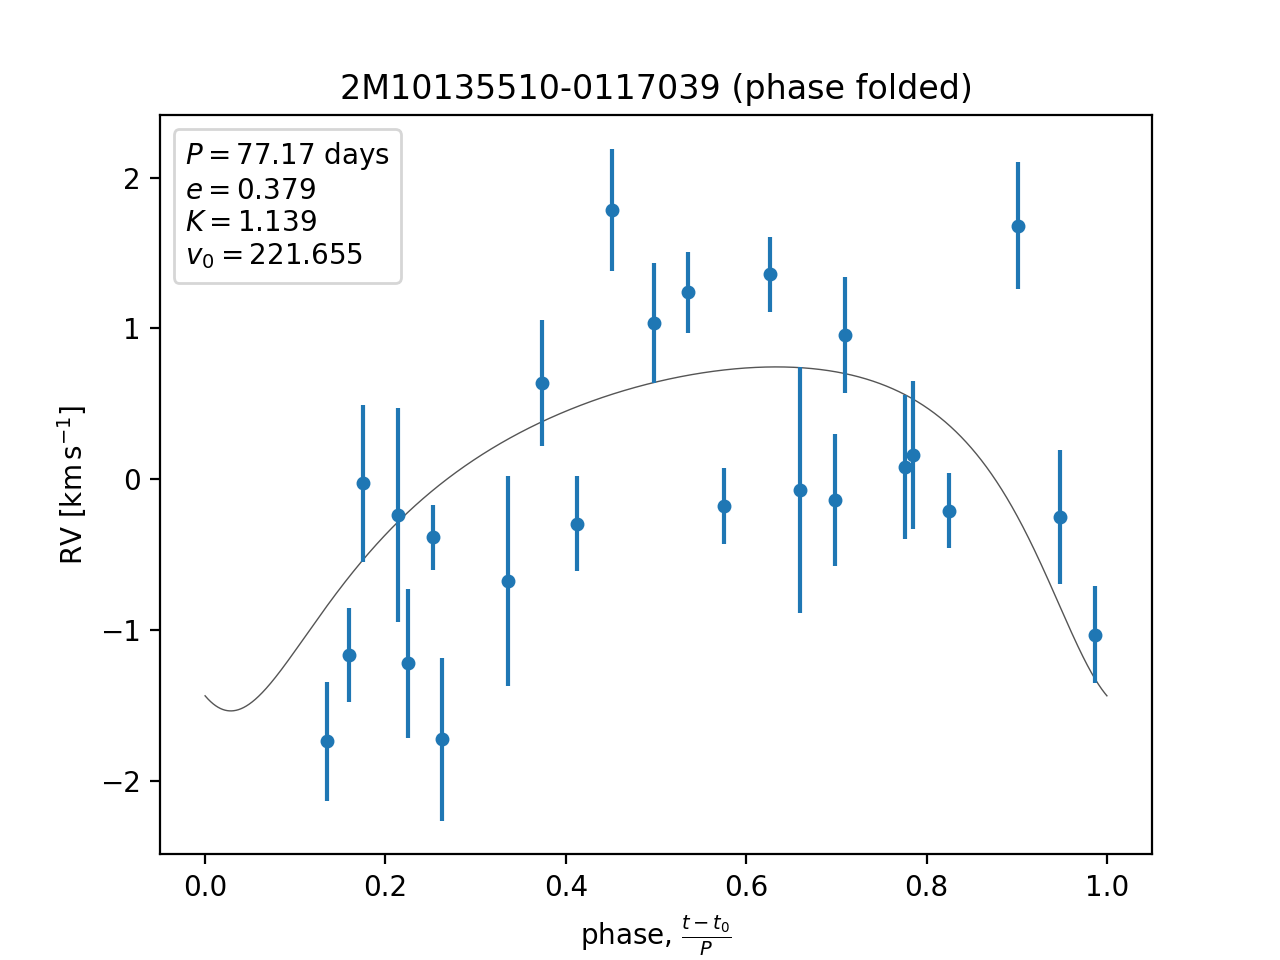 2M10135510-0117039 (phase folded)
P = 77.17 days
e = 0.379
K = 1.139
v₀ = 221.655
RV [km s⁻¹]
2
1
0
−1
−2
0.0 0.2 0.4 0.6 0.8 1.0
phase, (t − t₀)/P